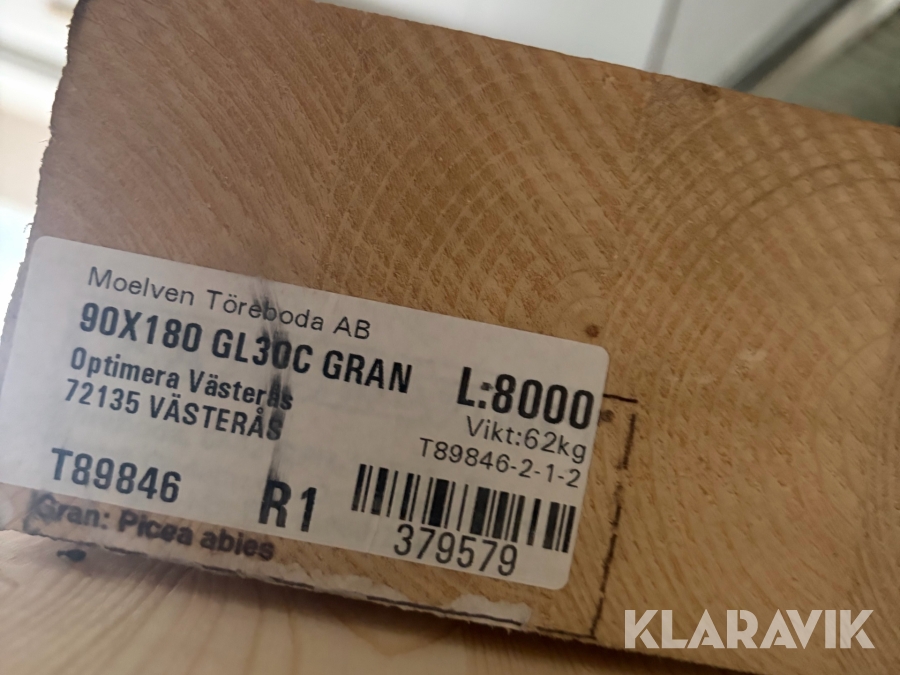 Moelven Töreboda AB
90X180 GL30C GRAN
L:8000
Optimera Västerås
Vikt:62kg
72135 VÄSTERÅS
T89846-2-1-2
T89846
R1
379579
Gran: Picea abies
KLARAVIK